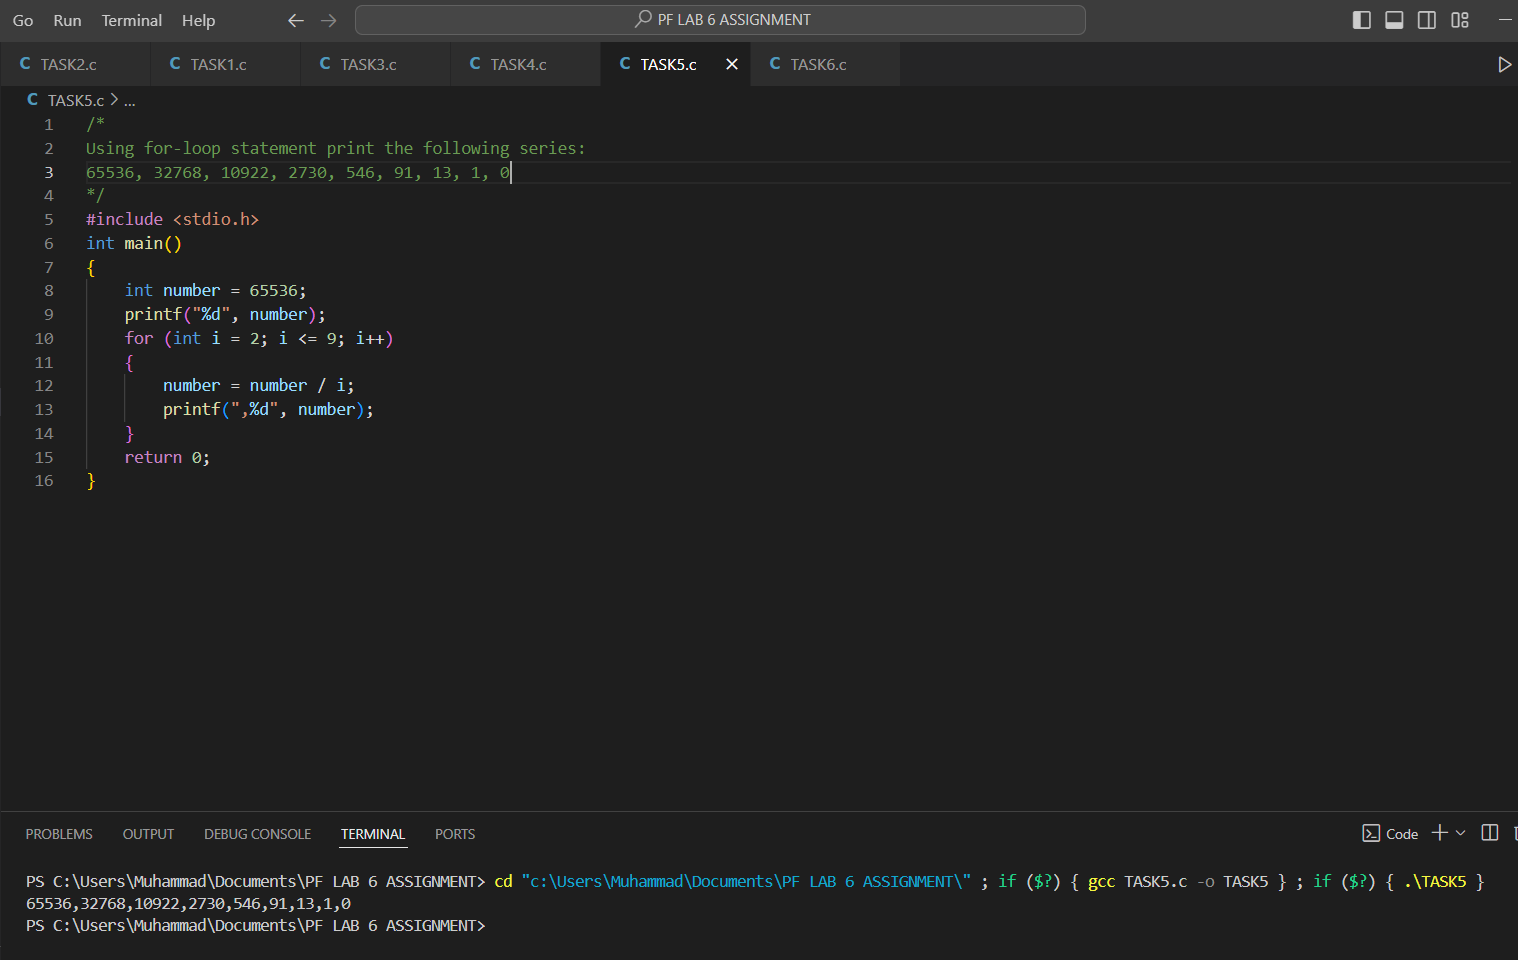 Go Run Terminal Help PF LAB 6 ASSIGNMENT
TASK2.c TASK1.c TASK3.c TASK4.c TASK5.c TASK6.c
TASK5.c > ...
1 /*
2 Using for-loop statement print the following series:
3 65536, 32768, 10922, 2730, 546, 91, 13, 1, 0
4 */
5 #include <stdio.h>
6 int main()
7 {
8     int number = 65536;
9     printf("%d", number);
10     for (int i = 2; i <= 9; i++)
11     {
12         number = number / i;
13         printf(",%d", number);
14     }
15     return 0;
16 }
PROBLEMS OUTPUT DEBUG CONSOLE TERMINAL PORTS Code
PS C:\Users\Muhammad\Documents\PF LAB 6 ASSIGNMENT> cd "c:\Users\Muhammad\Documents\PF LAB 6 ASSIGNMENT\" ; if ($?) { gcc TASK5.c -o TASK5 } ; if ($?) { .\TASK5 }
65536,32768,10922,2730,546,91,13,1,0
PS C:\Users\Muhammad\Documents\PF LAB 6 ASSIGNMENT>